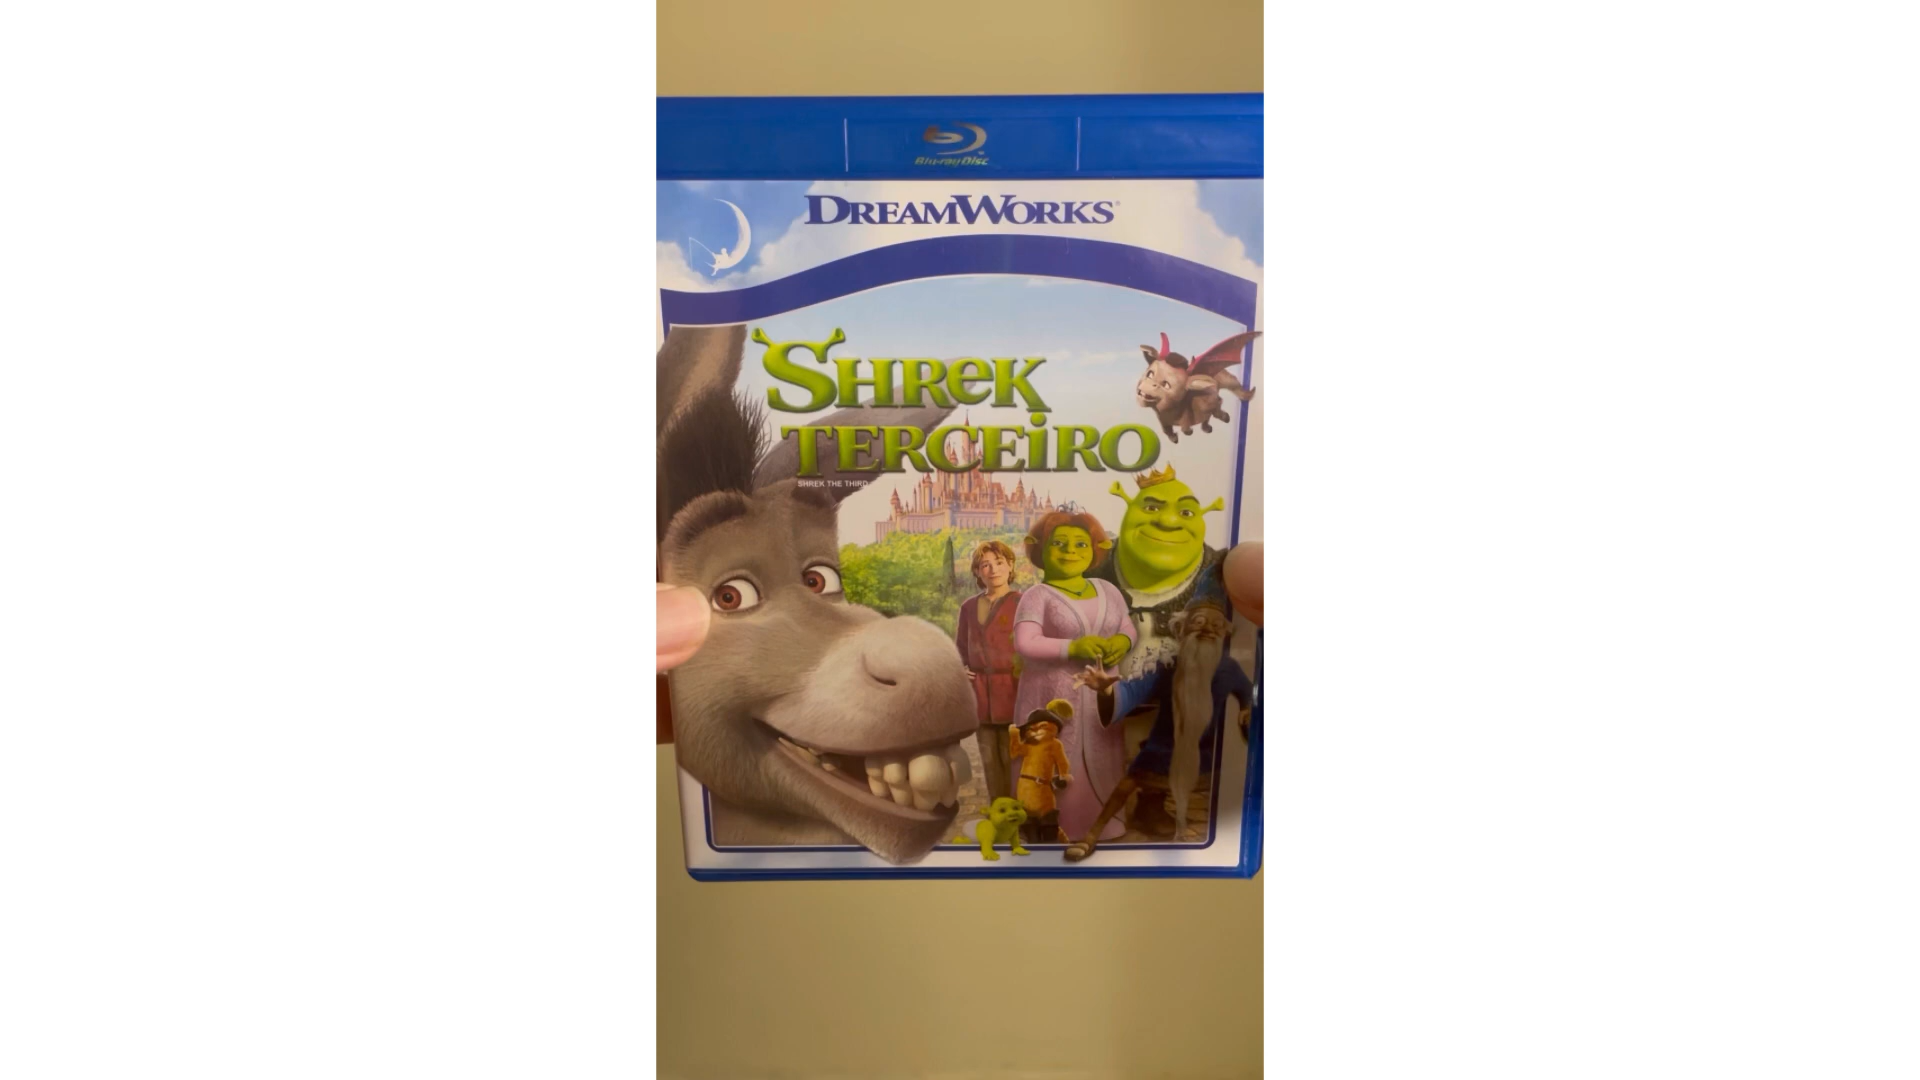 Blu-ray Disc
DREAMWORKS
SHREK
TERCEIRO
SHREK THE THIRD